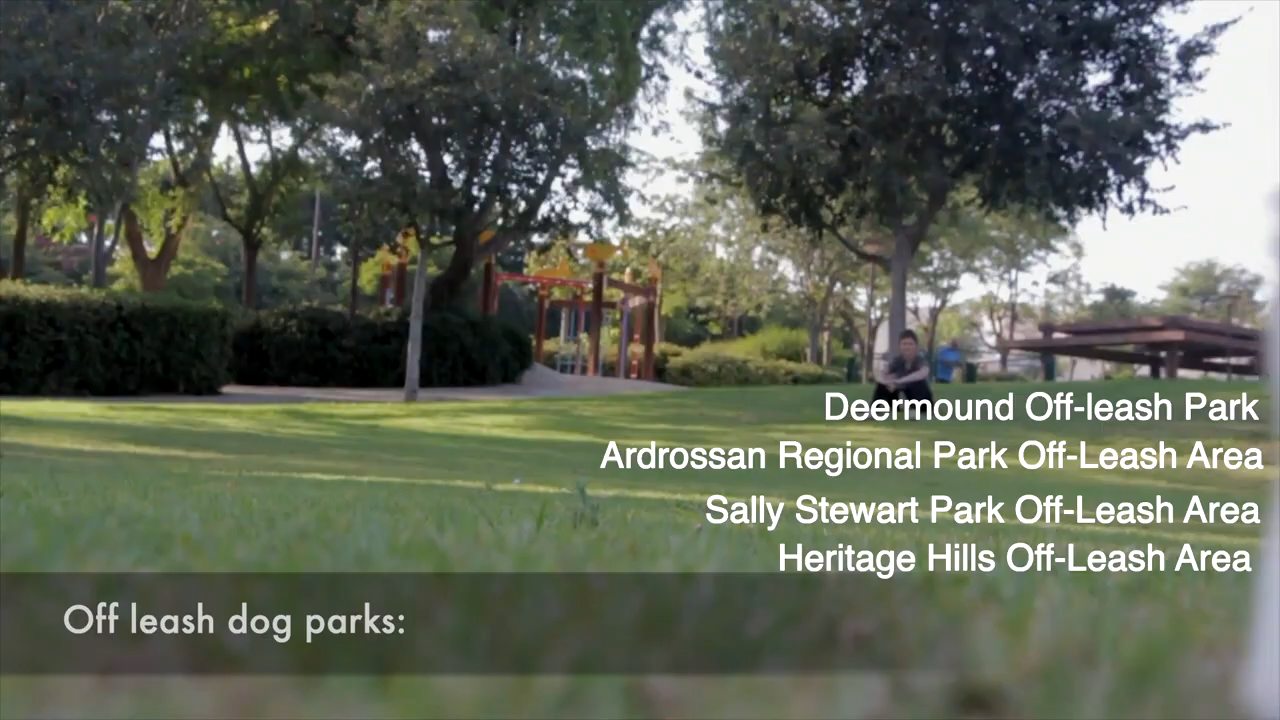 Deermound Off-leash Park
Ardrossan Regional Park Off-Leash Area
Sally Stewart Park Off-Leash Area
Heritage Hills Off-Leash Area
Off leash dog parks: